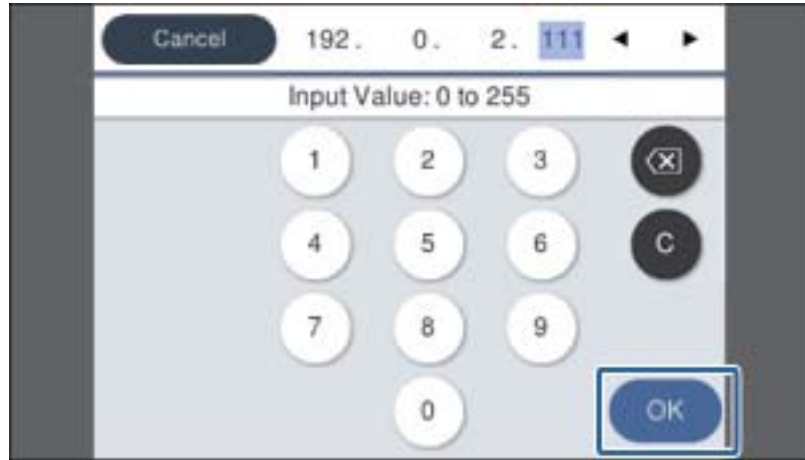 Cancel 192. 0. 2. 111 ◄ ►
Input Value: 0 to 255
1 2 3
4 5 6 C
7 8 9
0 OK